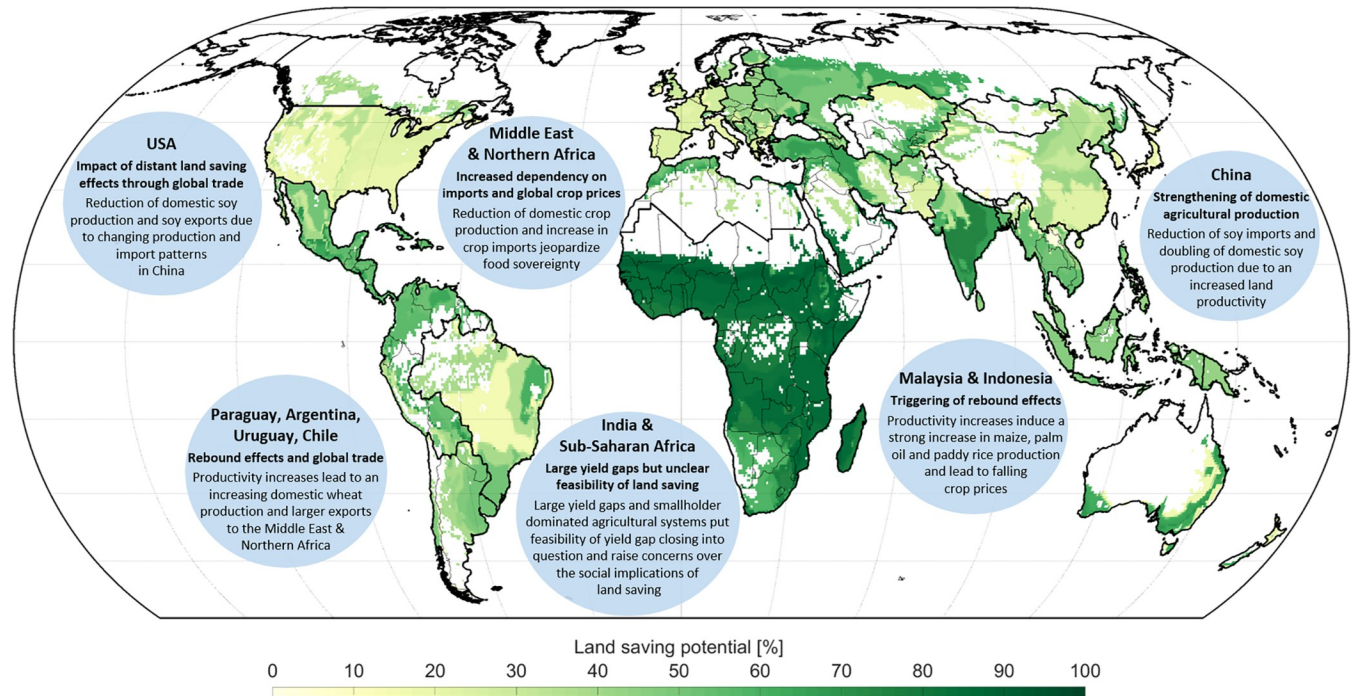 USA
Impact of distant land saving
effects through global trade
Reduction of domestic soy
production and soy exports due
to changing production and
import patterns
in China
Middle East
& Northern Africa
Increased dependency on
imports and global crop prices
Reduction of domestic crop
production and increase in
crop imports jeopardize
food sovereignty
China
Strengthening of domestic
agricultural production
Reduction of soy imports and
doubling of domestic soy
production due to an
increased land
productivity
Paraguay, Argentina,
Uruguay, Chile
Rebound effects and global trade
Productivity increases lead to an
increasing domestic wheat
production and larger exports
to the Middle East &
Northern Africa
India &
Sub-Saharan Africa
Large yield gaps but unclear
feasibility of land saving
Large yield gaps and smallholder
dominated agricultural systems put
feasibility of yield gap closing into
question and raise concerns over
the social implications of
land saving
Malaysia & Indonesia
Triggering of rebound effects
Productivity increases induce a
strong increase in maize, palm
oil and paddy rice production
and lead to falling
crop prices
Land saving potential [%]
0 10 20 30 40 50 60 70 80 90 100